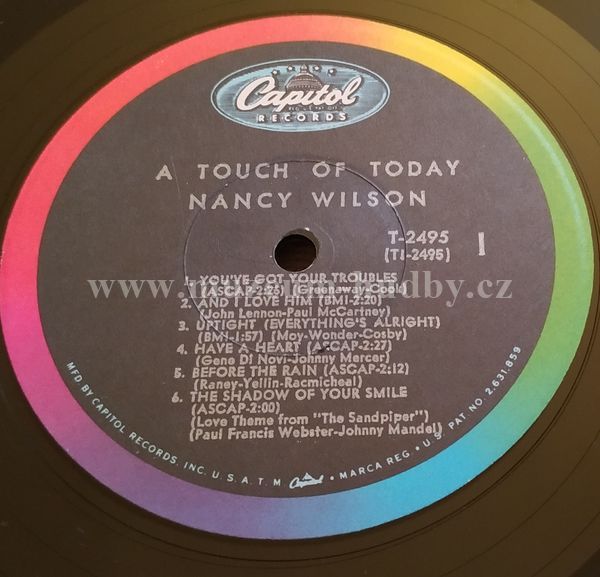 Capitol
REG. U.S. PAT. OFF.
RECORDS
A TOUCH OF TODAY
NANCY WILSON
T-2495
(T1-2495)
1
1. YOU'VE GOT YOUR TROUBLES
(ASCAP-2:25) (Greenaway-Cook)
2. AND I LOVE HIM (BMI-2:20)
(John Lennon-Paul McCartney)
3. UPTIGHT (EVERYTHING'S ALRIGHT)
(BMI-1:57) (Moy-Wonder-Cosby)
4. HAVE A HEART (ASCAP-2:27)
(Gene Di Novi-Johnny Mercer)
5. BEFORE THE RAIN (ASCAP-2:12)
(Raney-Yellin-Racmicheal)
6. THE SHADOW OF YOUR SMILE
(ASCAP-2:00)
(Love Theme from "The Sandpiper")
(Paul Francis Webster-Johnny Mandel)
MFD. BY CAPITOL RECORDS, INC. U.S.A. T.M. Capitol • MARCA REG. • U.S. PAT. NO. 2,631,859